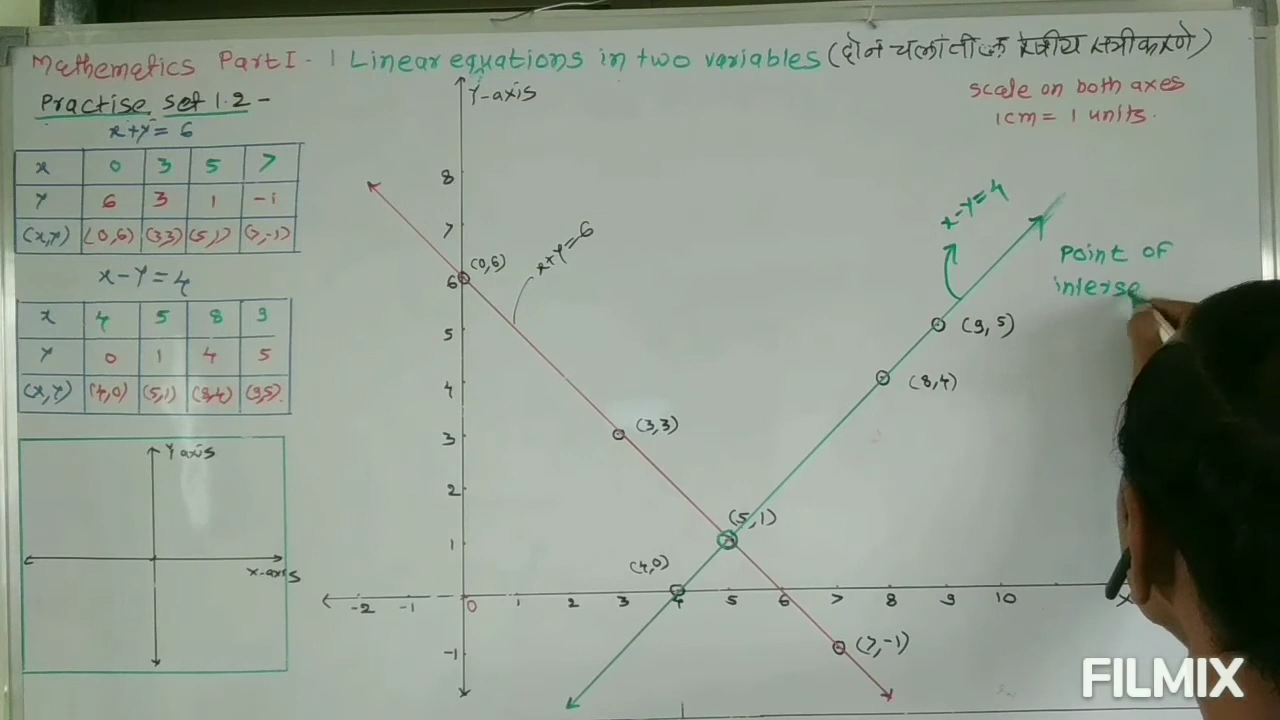 Mathematics Part I - 1 Linear equations in two variables (दोन चलांतील रेषीय समीकरणे)
Practise set 1.2 -
scale on both axes
1cm = 1 units.
x+y = 6
x 0 3 5 7
Y 6 3 1 -1
(x,y) (0,6) (3,3) (5,1) (7,-1)
x-Y = 4
x 4 5 8 9
Y 0 1 4 5
(x,y) (4,0) (5,1) (8,4) (9,5)
Y axis
x-axis
Y-axis
8
7
6
5
4
3
2
1
-1
(0,6)
x+y=6
x-Y=4
Point of
interse
(9,5)
(8,4)
(3,3)
(5,1)
(4,0)
-2 -1 0 1 2 3 4 5 6 7 8 9 10 X
(7,-1)
FILMIX